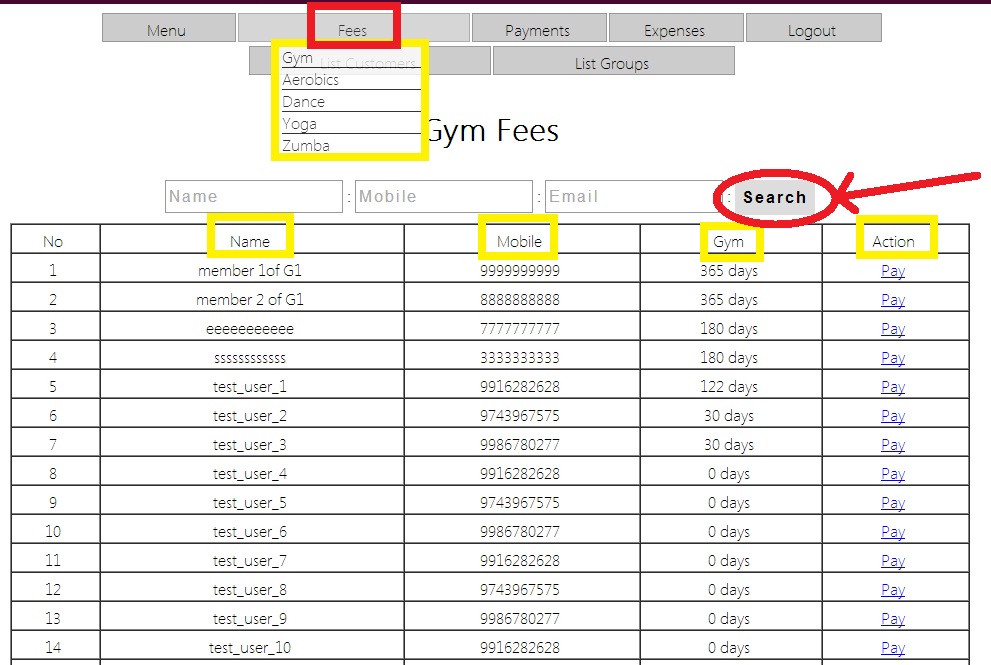 Menu Fees Payments Expenses Logout
List Customers List Groups
Gym
Aerobics
Dance
Yoga
Zumba
Gym Fees
Name : Mobile : Email : Search
No Name Mobile Gym Action
1 member 1of G1 9999999999 365 days Pay
2 member 2 of G1 8888888888 365 days Pay
3 eeeeeeeeeee 7777777777 180 days Pay
4 ssssssssssss 3333333333 180 days Pay
5 test_user_1 9916282628 122 days Pay
6 test_user_2 9743967575 30 days Pay
7 test_user_3 9986780277 30 days Pay
8 test_user_4 9916282628 0 days Pay
9 test_user_5 9743967575 0 days Pay
10 test_user_6 9986780277 0 days Pay
11 test_user_7 9916282628 0 days Pay
12 test_user_8 9743967575 0 days Pay
13 test_user_9 9986780277 0 days Pay
14 test_user_10 9916282628 0 days Pay